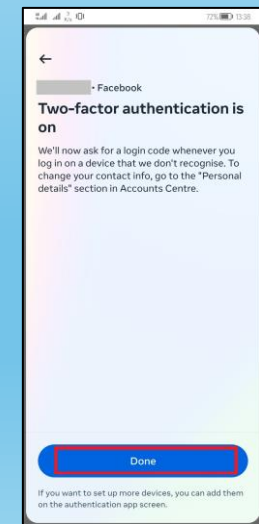 72% 13:38
←
• Facebook
Two-factor authentication is
on
We'll now ask for a login code whenever you
log in on a device that we don't recognise. To
change your contact info, go to the "Personal
details" section in Accounts Centre.
Done
If you want to set up more devices, you can add them
on the authentication app screen.